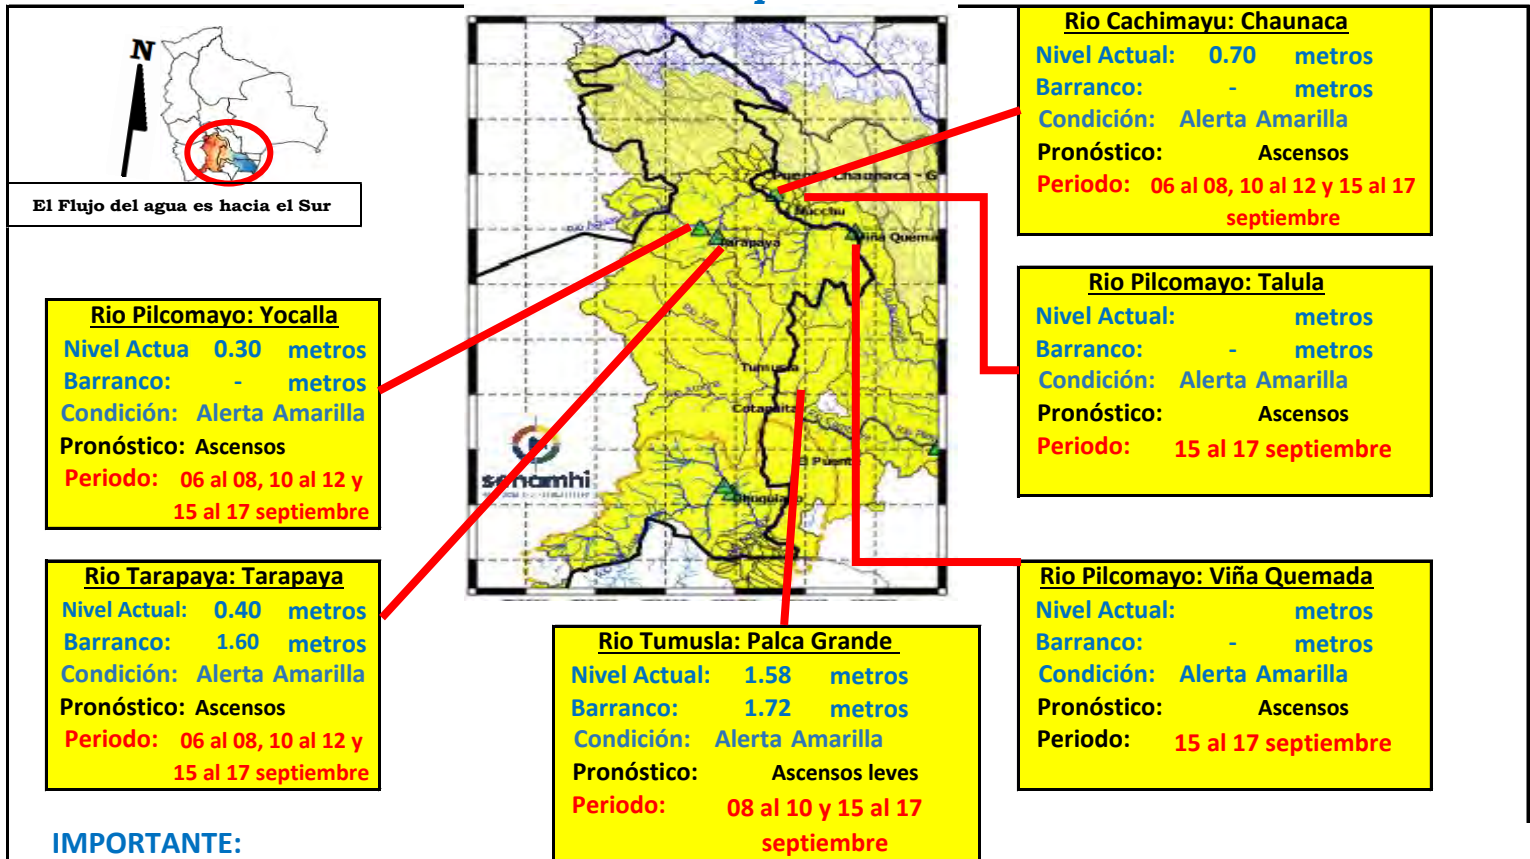 N
El Flujo del agua es hacia el Sur
Rio Pilcomayo: Yocalla
Nivel Actua 0.30 metros
Barranco: - metros
Condición: Alerta Amarilla
Pronóstico: Ascensos
Periodo: 06 al 08, 10 al 12 y
15 al 17 septiembre
Rio Tarapaya: Tarapaya
Nivel Actual: 0.40 metros
Barranco: 1.60 metros
Condición: Alerta Amarilla
Pronóstico: Ascensos
Periodo: 06 al 08, 10 al 12 y
15 al 17 septiembre
IMPORTANTE:
Puente Chaunaca - G
Tarapaya
Viña Quema
Tumusla
Cotagaita
El Puente
senamhi
Rio Tumusla: Palca Grande
Nivel Actual: 1.58 metros
Barranco: 1.72 metros
Condición: Alerta Amarilla
Pronóstico: Ascensos leves
Periodo: 08 al 10 y 15 al 17
septiembre
Rio Cachimayu: Chaunaca
Nivel Actual: 0.70 metros
Barranco: - metros
Condición: Alerta Amarilla
Pronóstico: Ascensos
Periodo: 06 al 08, 10 al 12 y 15 al 17
septiembre
Rio Pilcomayo: Talula
Nivel Actual: metros
Barranco: - metros
Condición: Alerta Amarilla
Pronóstico: Ascensos
Periodo: 15 al 17 septiembre
Rio Pilcomayo: Viña Quemada
Nivel Actual: metros
Barranco: - metros
Condición: Alerta Amarilla
Pronóstico: Ascensos
Periodo: 15 al 17 septiembre